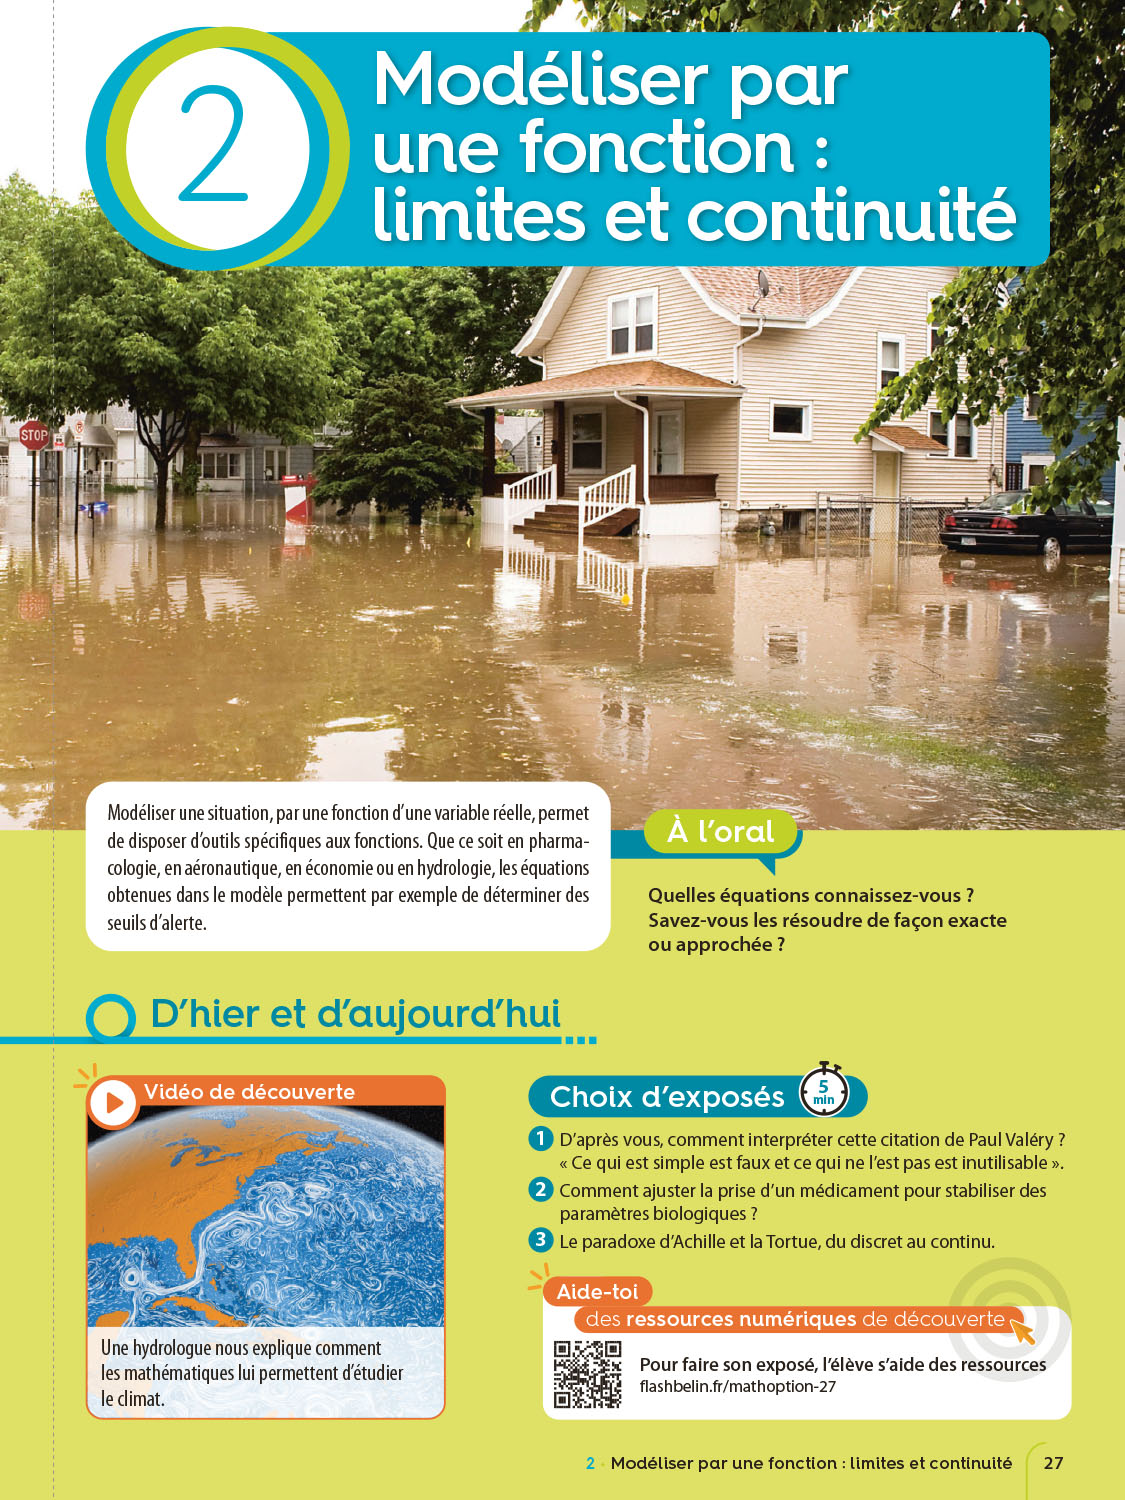 2
Modéliser par
une fonction :
limites et continuité
STOP
Modéliser une situation, par une fonction d’une variable réelle, permet
de disposer d’outils spécifiques aux fonctions. Que ce soit en pharma-
cologie, en aéronautique, en économie ou en hydrologie, les équations
obtenues dans le modèle permettent par exemple de déterminer des
seuils d’alerte.
À l’oral
Quelles équations connaissez-vous ?
Savez-vous les résoudre de façon exacte
ou approchée ?
D’hier et d’aujourd’hui
Vidéo de découverte
Une hydrologue nous explique comment
les mathématiques lui permettent d’étudier
le climat.
Choix d’exposés
5
min
1 D’après vous, comment interpréter cette citation de Paul Valéry ?
« Ce qui est simple est faux et ce qui ne l’est pas est inutilisable ».
2 Comment ajuster la prise d’un médicament pour stabiliser des
paramètres biologiques ?
3 Le paradoxe d’Achille et la Tortue, du discret au continu.
Aide-toi
des ressources numériques de découverte
Pour faire son exposé, l’élève s’aide des ressources
flashbelin.fr/mathoption-27
2 • Modéliser par une fonction : limites et continuité 27